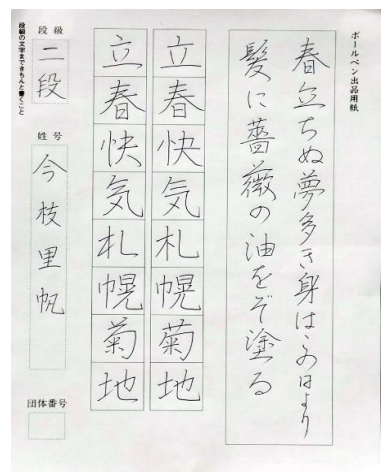 ボールペン出品用紙
春立ちぬ夢多き身はこの日より
髪に薔薇の油をぞ塗る
立春快気札幌菊地
立春快気札幌菊地
段級
二段
姓号
今枝里帆
団体番号
段級の文字まできちんと書くこと